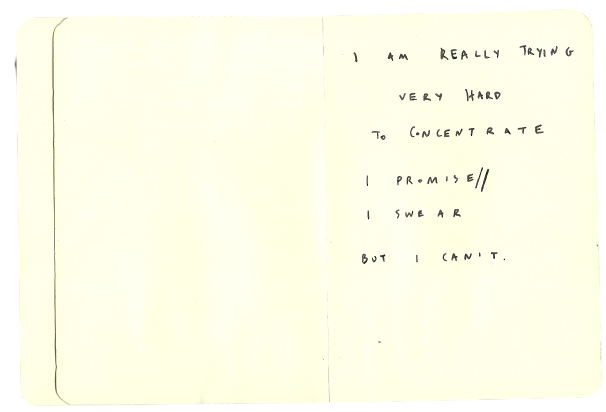 I AM REALLY TRYING
VERY HARD
To CONCENTRATE
I PROMISE//
I SWEAR
BUT I CAN'T.